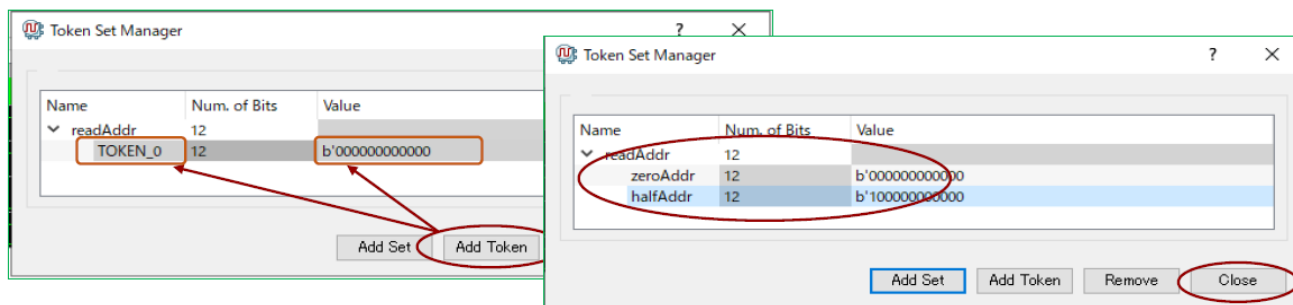 Token Set Manager ? ×
Name Num. of Bits Value
readAddr 12
TOKEN_0 12 b'000000000000
Add Set Add Token
Token Set Manager ? ×
Name Num. of Bits Value
readAddr 12
zeroAddr 12 b'000000000000
halfAddr 12 b'100000000000
Add Set Add Token Remove Close